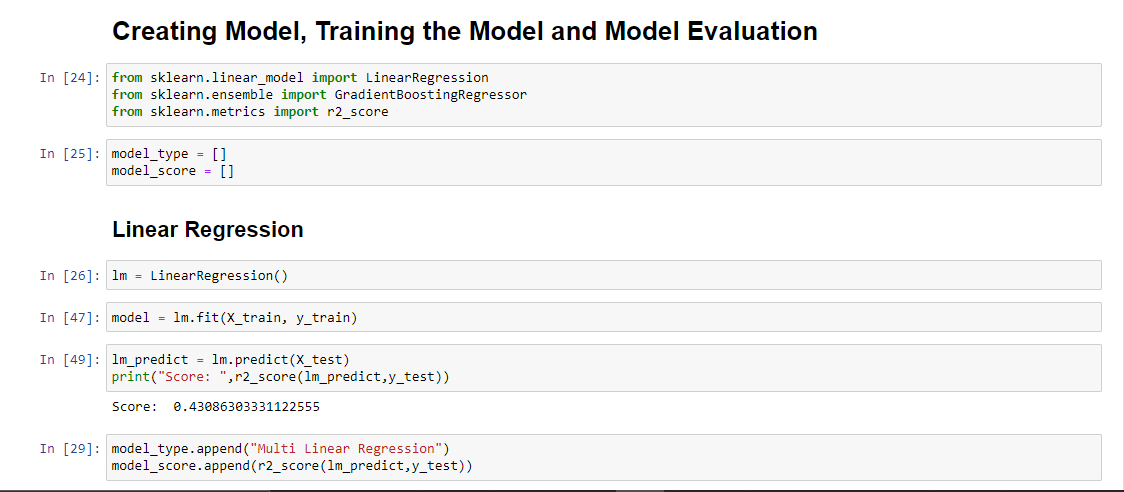 Creating Model, Training the Model and Model Evaluation
In [24]: from sklearn.linear_model import LinearRegression
from sklearn.ensemble import GradientBoostingRegressor
from sklearn.metrics import r2_score
In [25]: model_type = []
model_score = []
Linear Regression
In [26]: lm = LinearRegression()
In [47]: model = lm.fit(X_train, y_train)
In [49]: lm_predict = lm.predict(X_test)
print("Score: ",r2_score(lm_predict,y_test))
Score:  0.43086303331122555
In [29]: model_type.append("Multi Linear Regression")
model_score.append(r2_score(lm_predict,y_test))